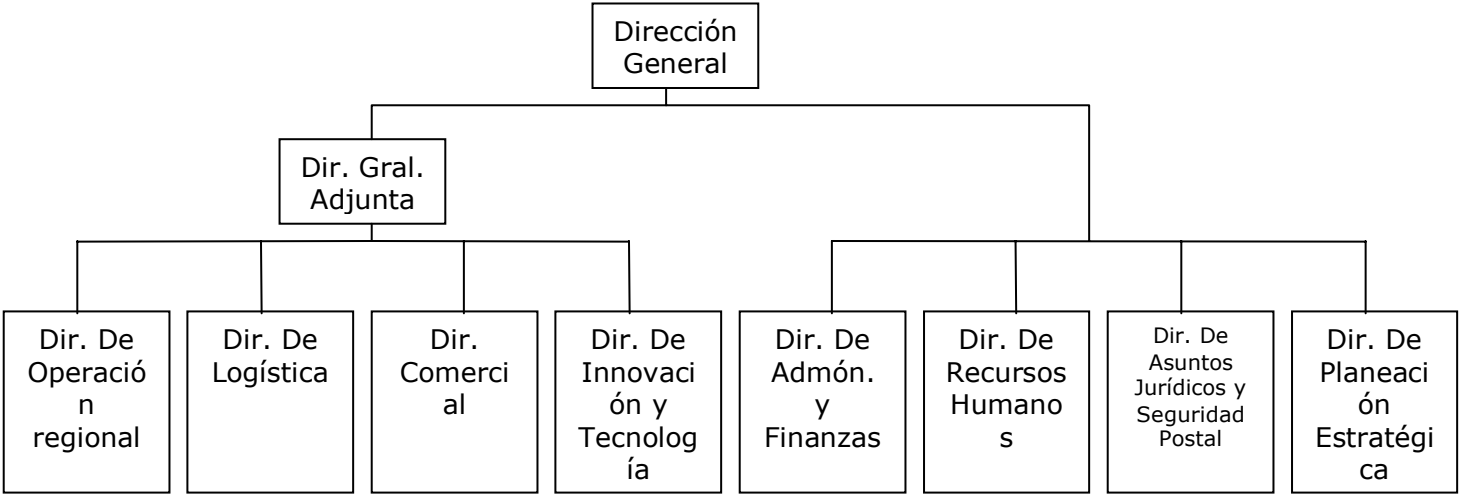 Dirección
General
Dir. Gral.
Adjunta
Dir. De
Operació
n
regional
Dir. De
Logística
Dir.
Comerci
al
Dir. De
Innovaci
ón y
Tecnolog
ía
Dir. De
Admón.
y
Finanzas
Dir. De
Recursos
Humano
s
Dir. De
Asuntos
Jurídicos y
Seguridad
Postal
Dir. De
Planeaci
ón
Estratégi
ca